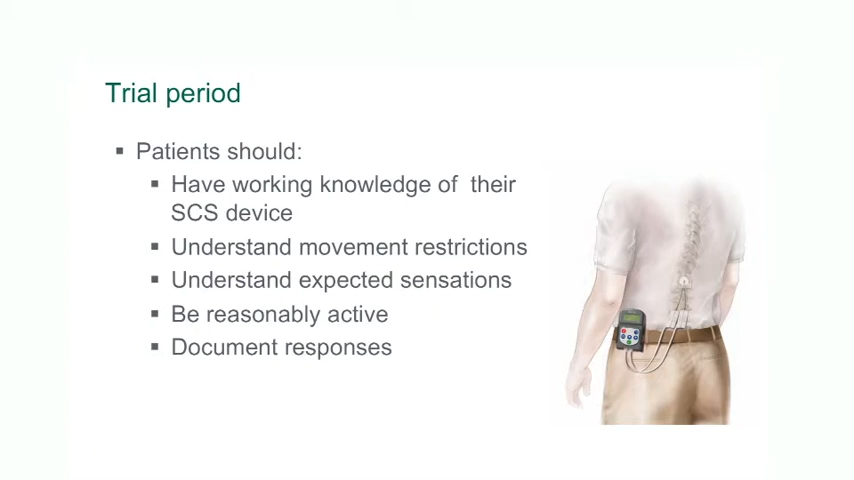 Trial period
▪ Patients should:
▪ Have working knowledge of  their
SCS device
▪ Understand movement restrictions
▪ Understand expected sensations
▪ Be reasonably active
▪ Document responses